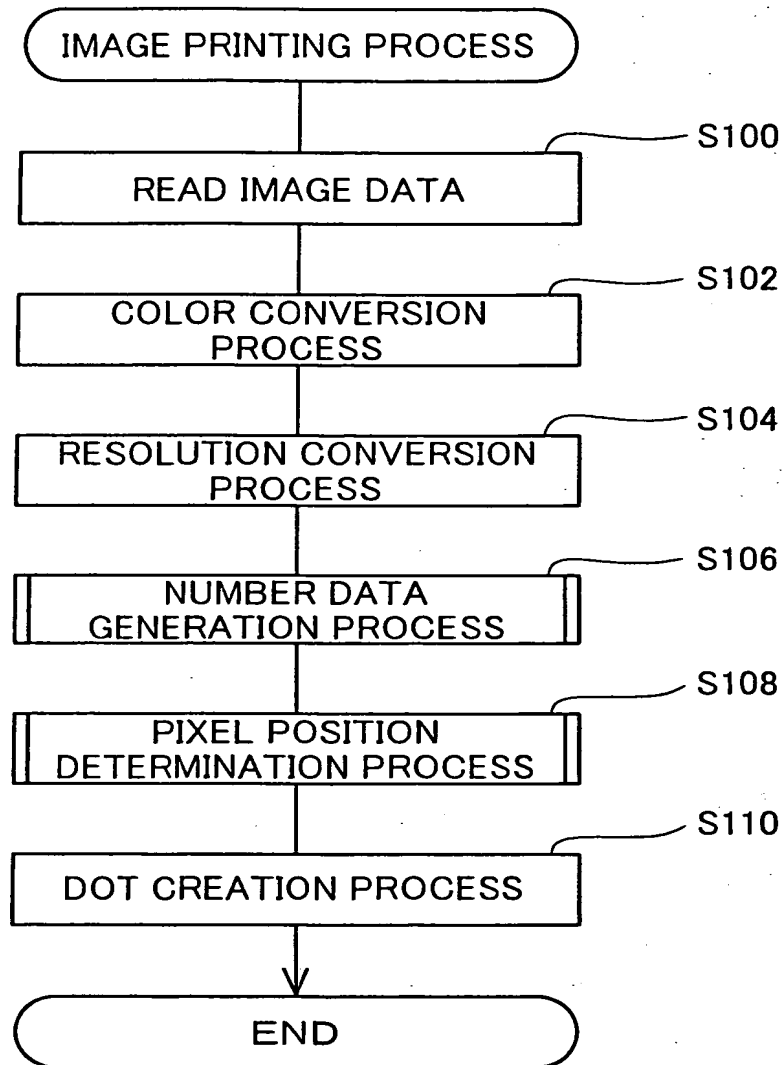 IMAGE PRINTING PROCESS
S100
READ IMAGE DATA
S102
COLOR CONVERSION
PROCESS
S104
RESOLUTION CONVERSION
PROCESS
S106
NUMBER DATA
GENERATION PROCESS
S108
PIXEL POSITION
DETERMINATION PROCESS
S110
DOT CREATION PROCESS
END